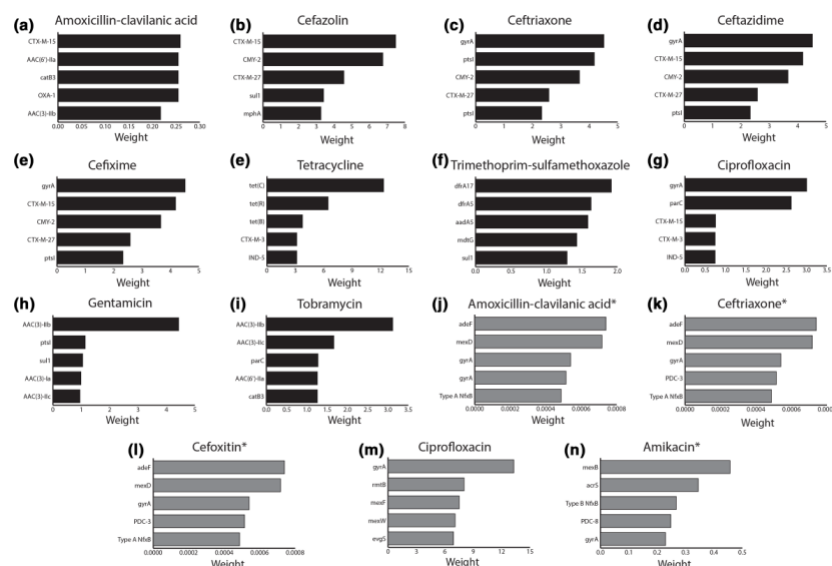 (a) Amoxicillin-clavilanic acid
CTX-M-15
AAC(6')-IIa
catB3
OXA-1
AAC(3)-IIb
0.00 0.05 0.10 0.15 0.20 0.25 0.30
Weight
(b) Cefazolin
CTX-M-15
CMY-2
CTX-M-27
sul1
mphA
0 1 2 3 4 5 6 7 8
Weight
(c) Ceftriaxone
gyrA
ptsI
CMY-2
CTX-M-27
ptsI
0 1 2 3 4 5
Weight
(d) Ceftazidime
gyrA
CTX-M-15
CMY-2
CTX-M-27
ptsI
0 1 2 3 4 5
Weight
(e) Cefixime
gyrA
CTX-M-15
CMY-2
CTX-M-27
ptsI
0 1 2 3 4 5
Weight
(e) Tetracycline
tet(C)
tet(R)
tet(B)
CTX-M-3
IND-5
0 3 6 9 12 15
Weight
(f) Trimethoprim-sulfamethoxazole
dfrA17
dfrA5
aadA5
mdtG
sul1
0.0 0.5 1.0 1.5 2.0
Weight
(g) Ciprofloxacin
gyrA
parC
CTX-M-15
CTX-M-3
IND-5
0.0 0.5 1.0 1.5 2.0 2.5 3.0 3.5
Weight
(h) Gentamicin
AAC(3)-IIb
ptsI
sul1
AAC(3)-Ia
AAC(3)-IIc
0 1 2 3 4 5
Weight
(i) Tobramycin
AAC(3)-IIb
AAC(3)-IIc
parC
AAC(6')-IIa
catB3
0.0 0.5 1.0 1.5 2.0 2.5 3.0 3.5
Weight
(j) Amoxicillin-clavilanic acid*
adeF
mexD
gyrA
gyrA
Type A NfxB
0.0000 0.0002 0.0004 0.0006 0.0008
Weight
(k) Ceftriaxone*
adeF
mexD
gyrA
PDC-3
Type A NfxB
0.0000 0.0002 0.0004 0.0006
Weight
(l) Cefoxitin*
adeF
mexD
gyrA
PDC-3
Type A NfxB
0.0000 0.0002 0.0004 0.0006 0.0008
Weight
(m) Ciprofloxacin
gyrA
rmtB
mexF
mexW
evgS
0 3 6 9 12 15
Weight
(n) Amikacin*
mexB
acrS
Type B NfxB
PDC-8
gyrA
0.0 0.1 0.2 0.3 0.4 0.5
Weight